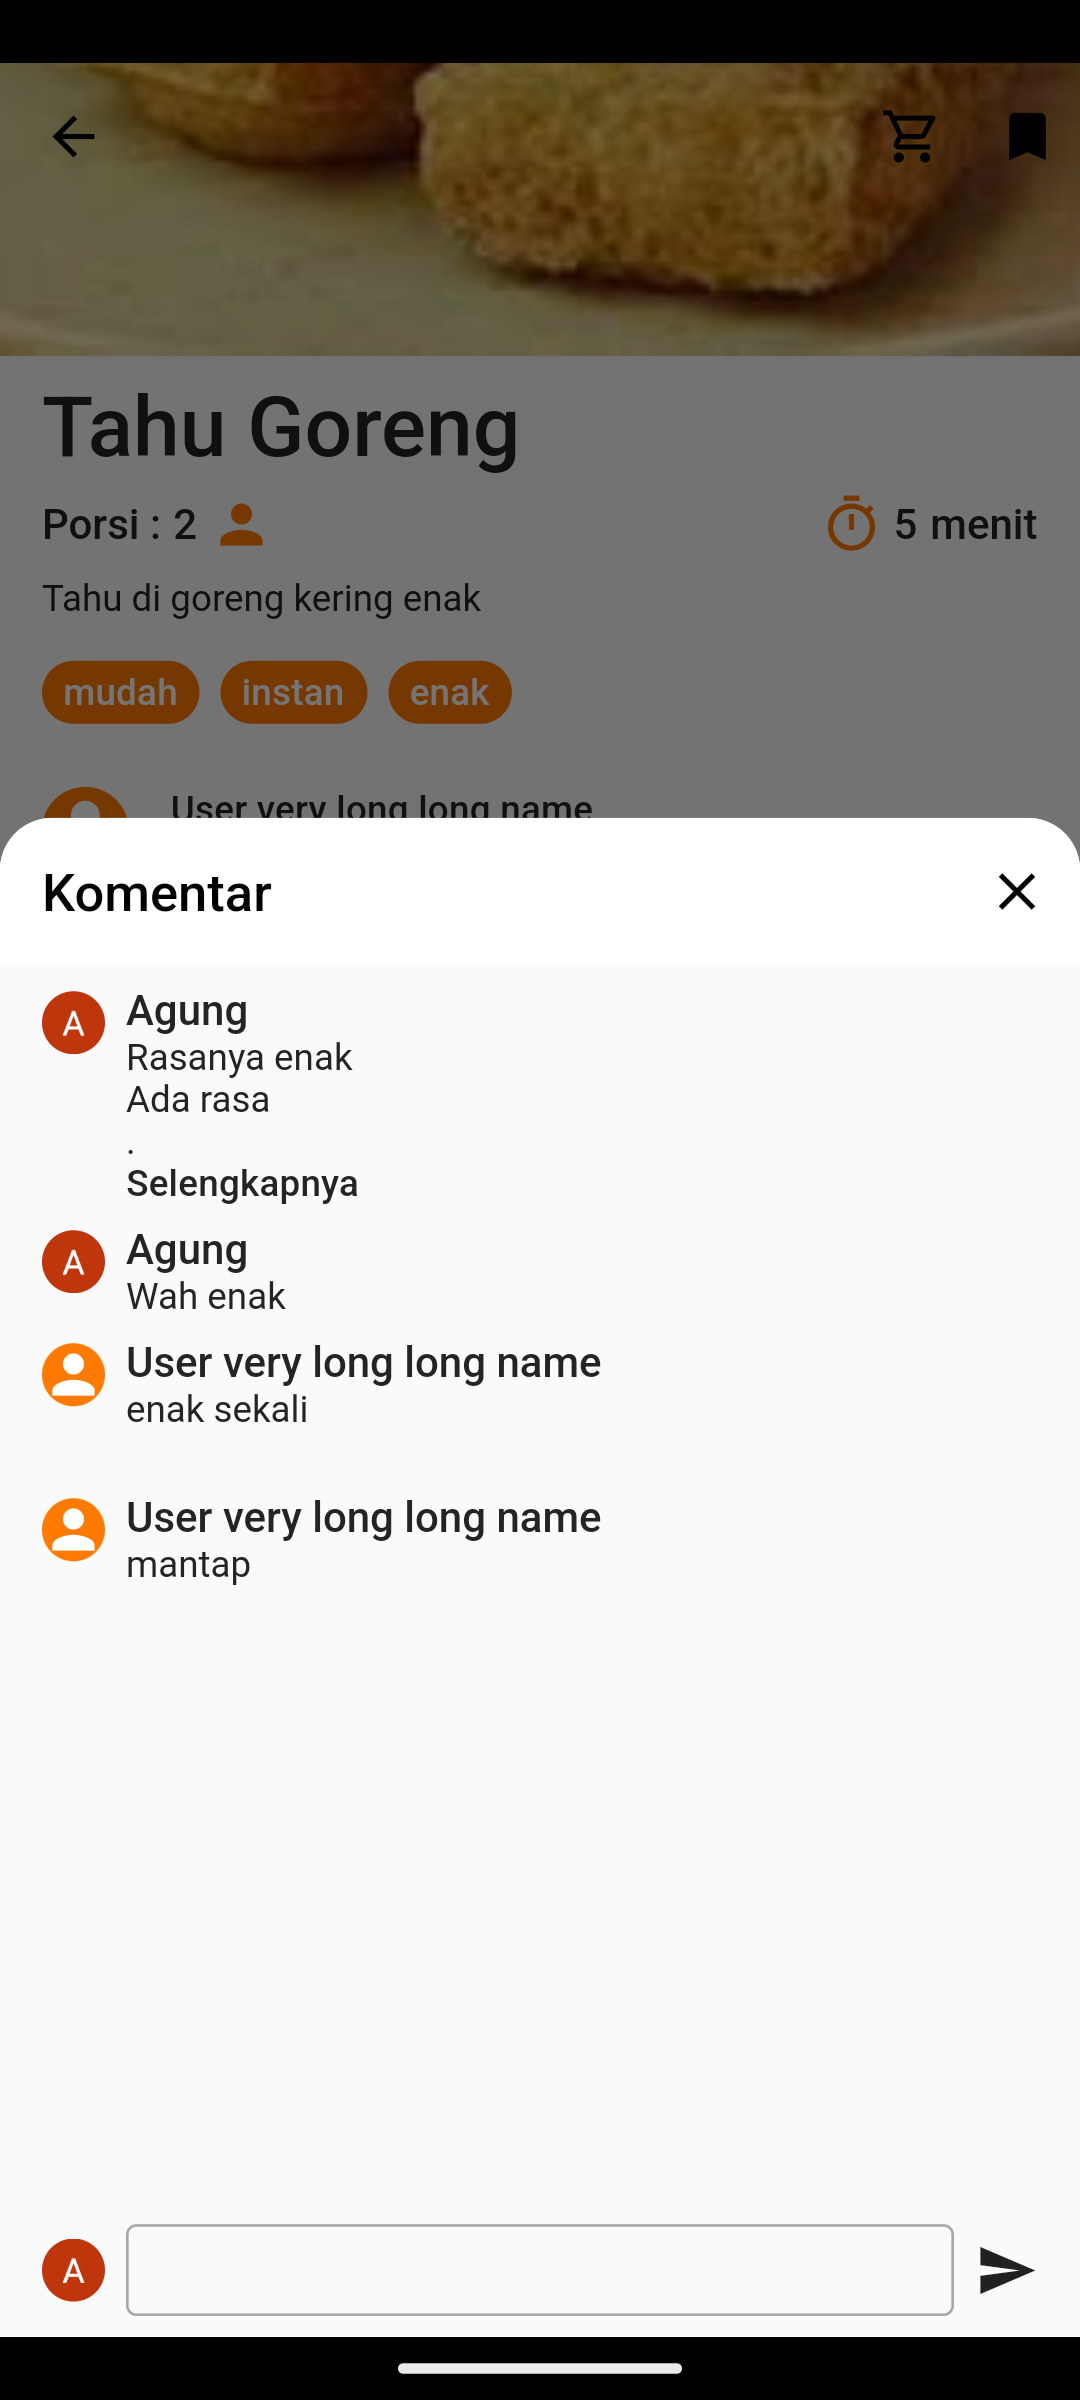 Tahu Goreng
Porsi : 2
5 menit
Tahu di goreng kering enak
mudah instan enak
User very long long name
Komentar
A Agung
Rasanya enak
Ada rasa
.
Selengkapnya
A Agung
Wah enak
User very long long name
enak sekali
User very long long name
mantap
A